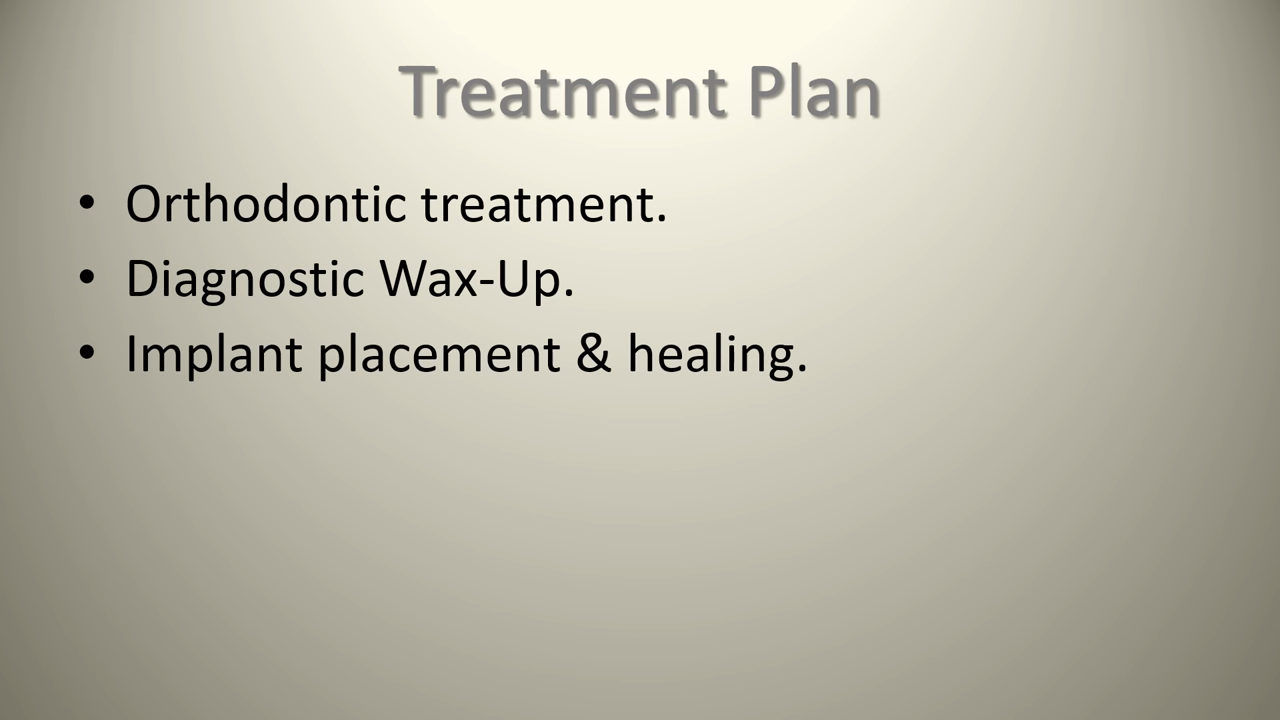 Treatment Plan
• Orthodontic treatment.
• Diagnostic Wax-Up.
• Implant placement & healing.